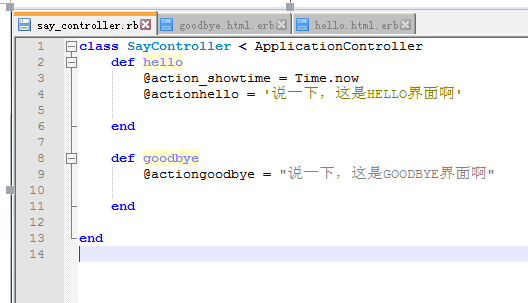 say_controller.rb goodbye.html.erb hello.html.erb
1 class SayController < ApplicationController
2 def hello
3 @action_showtime = Time.now
4 @actionhello = '说一下，这是HELLO界面啊'
5
6 end
7
8 def goodbye
9 @actiongoodbye = "说一下，这是GOODBYE界面啊"
10
11 end
12
13 end
14